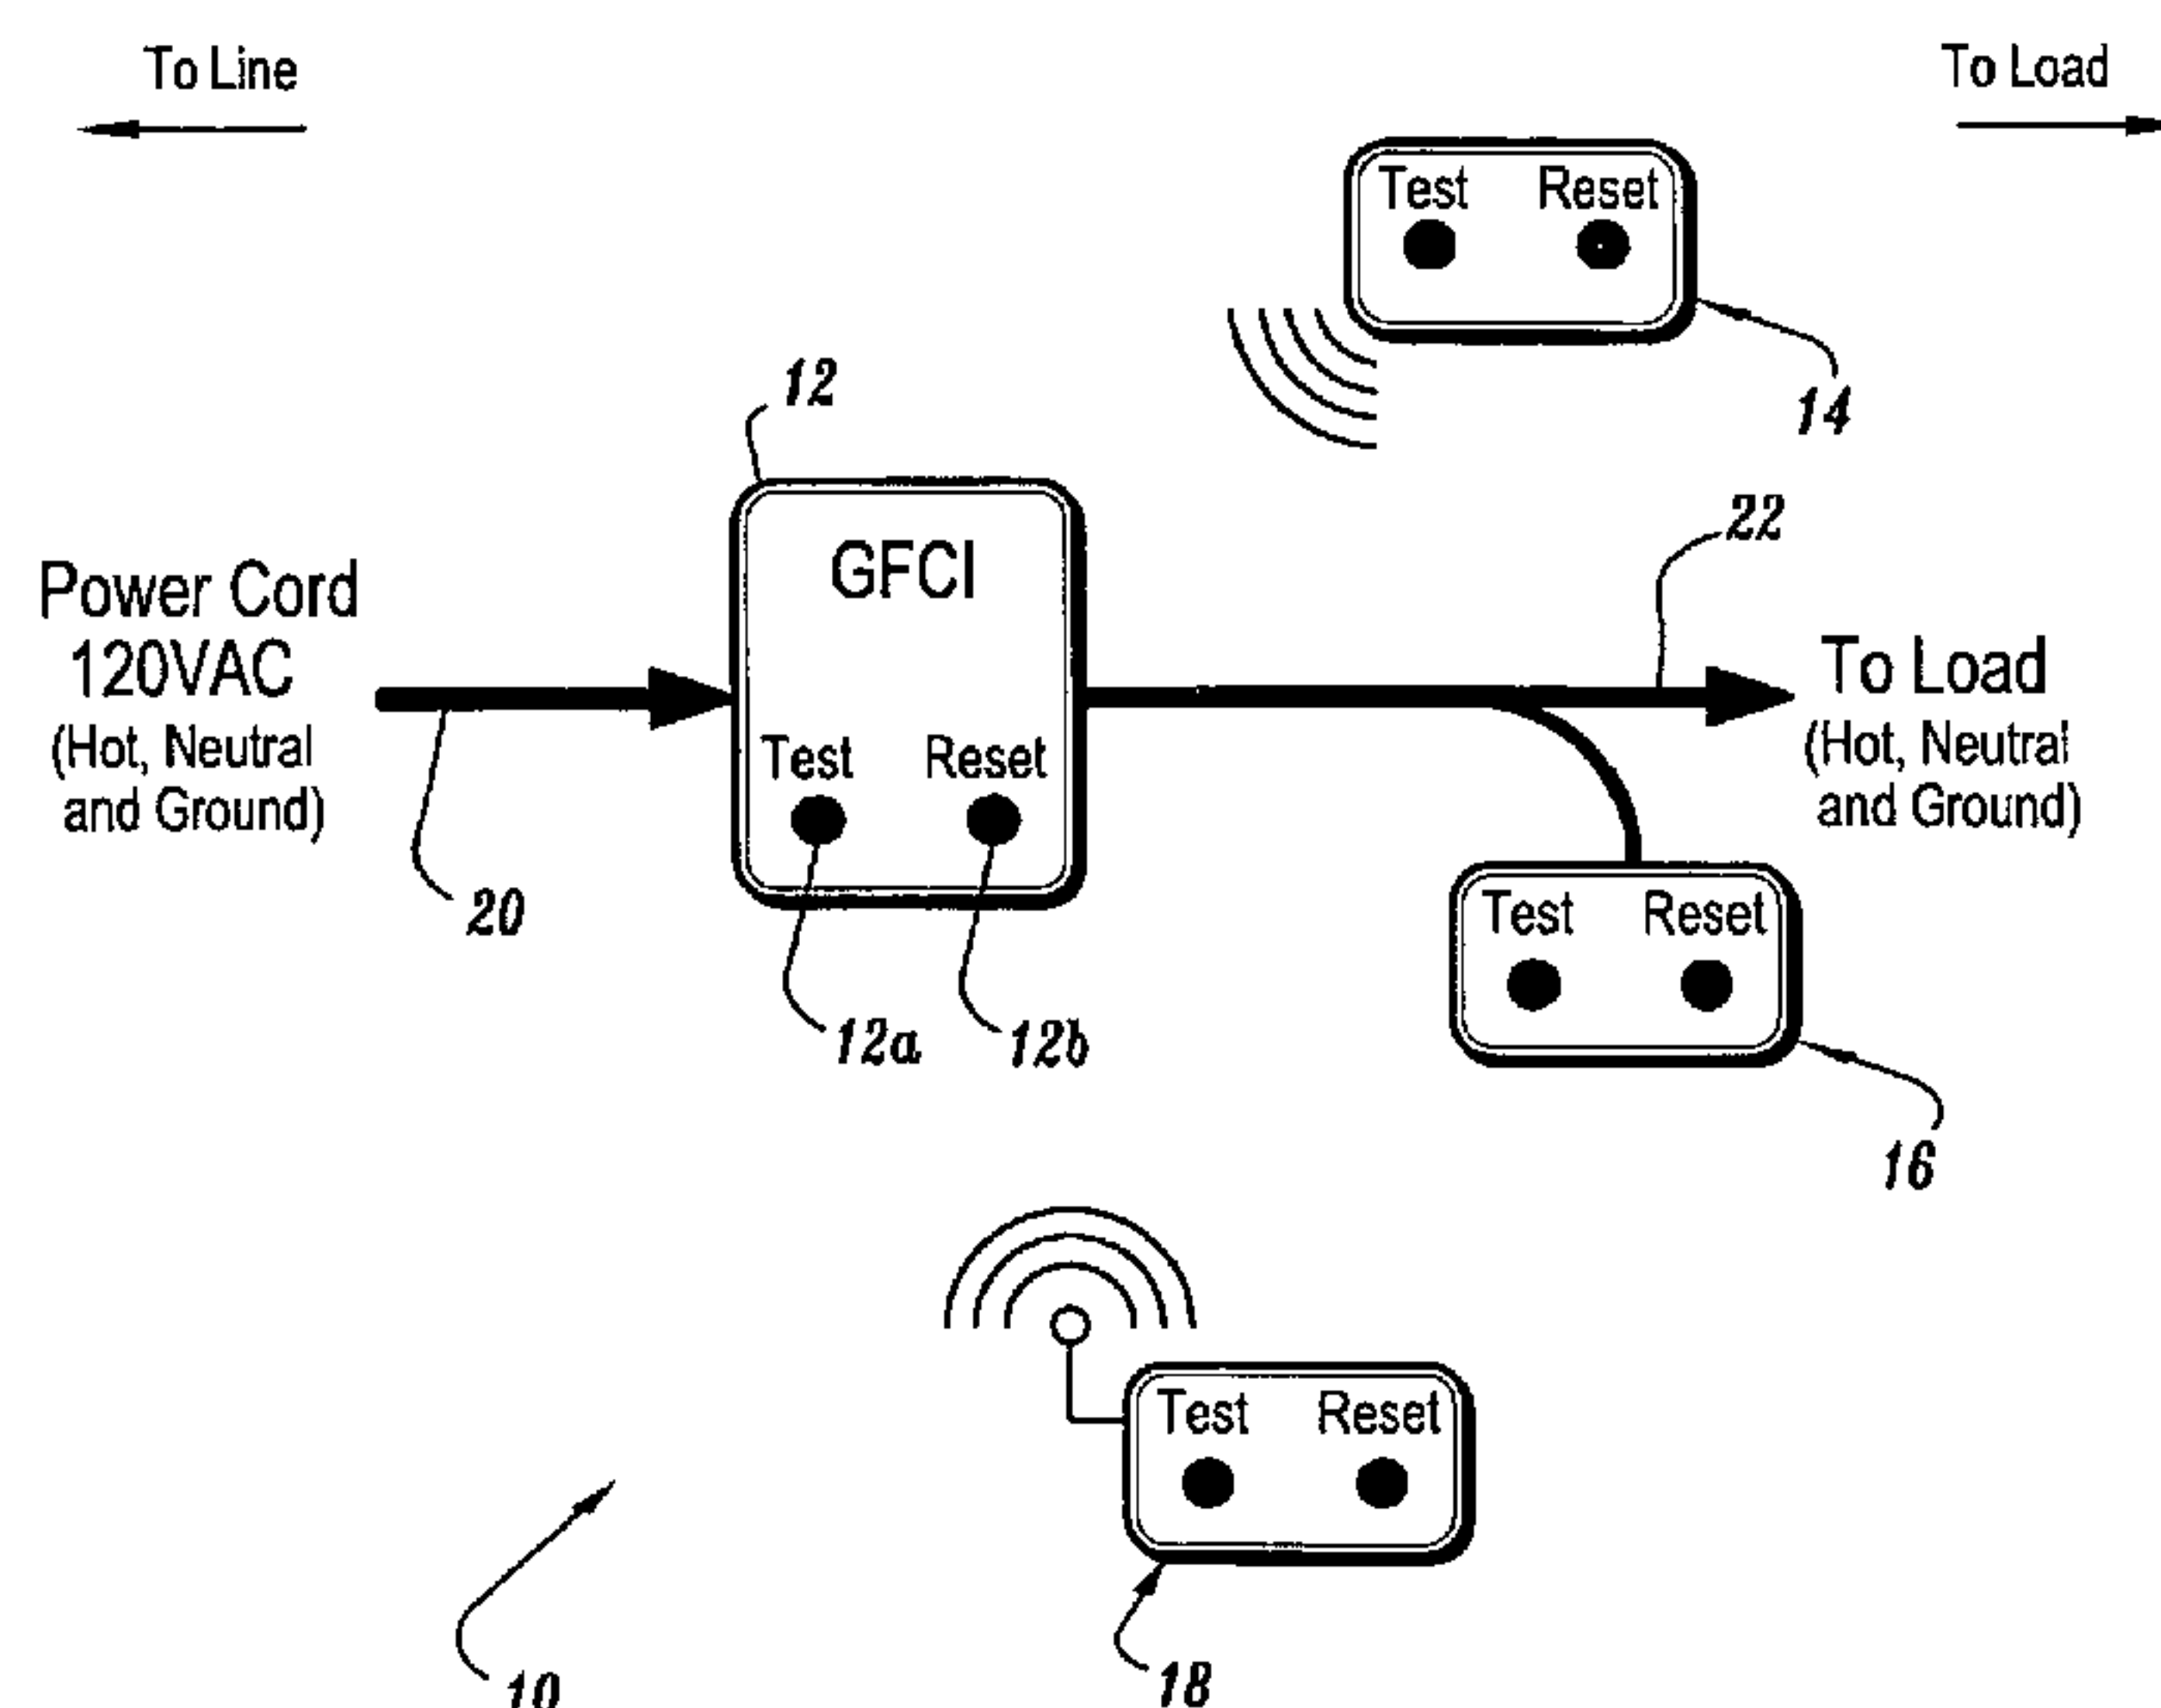 To Line
To Load
Test Reset
14
12
GFCI
22
Power Cord
120VAC
(Hot, Neutral
and Ground)
To Load
(Hot, Neutral
and Ground)
Test Reset
20
12a
12b
Test Reset
16
Test Reset
10
18